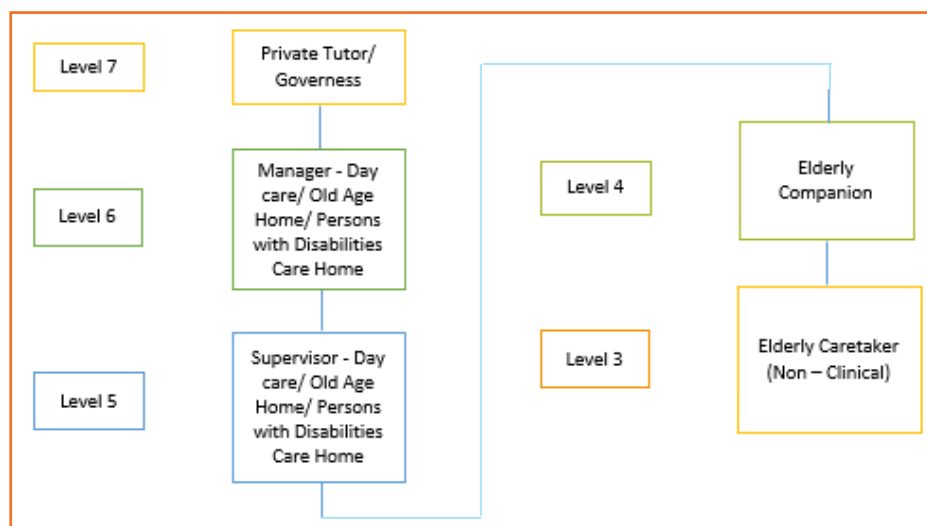 Level 7
Private Tutor/
Governess
Level 6
Manager - Day
care/ Old Age
Home/ Persons
with Disabilities
Care Home
Level 5
Supervisor - Day
care/ Old Age
Home/ Persons
with Disabilities
Care Home
Level 4
Elderly
Companion
Level 3
Elderly Caretaker
(Non – Clinical)